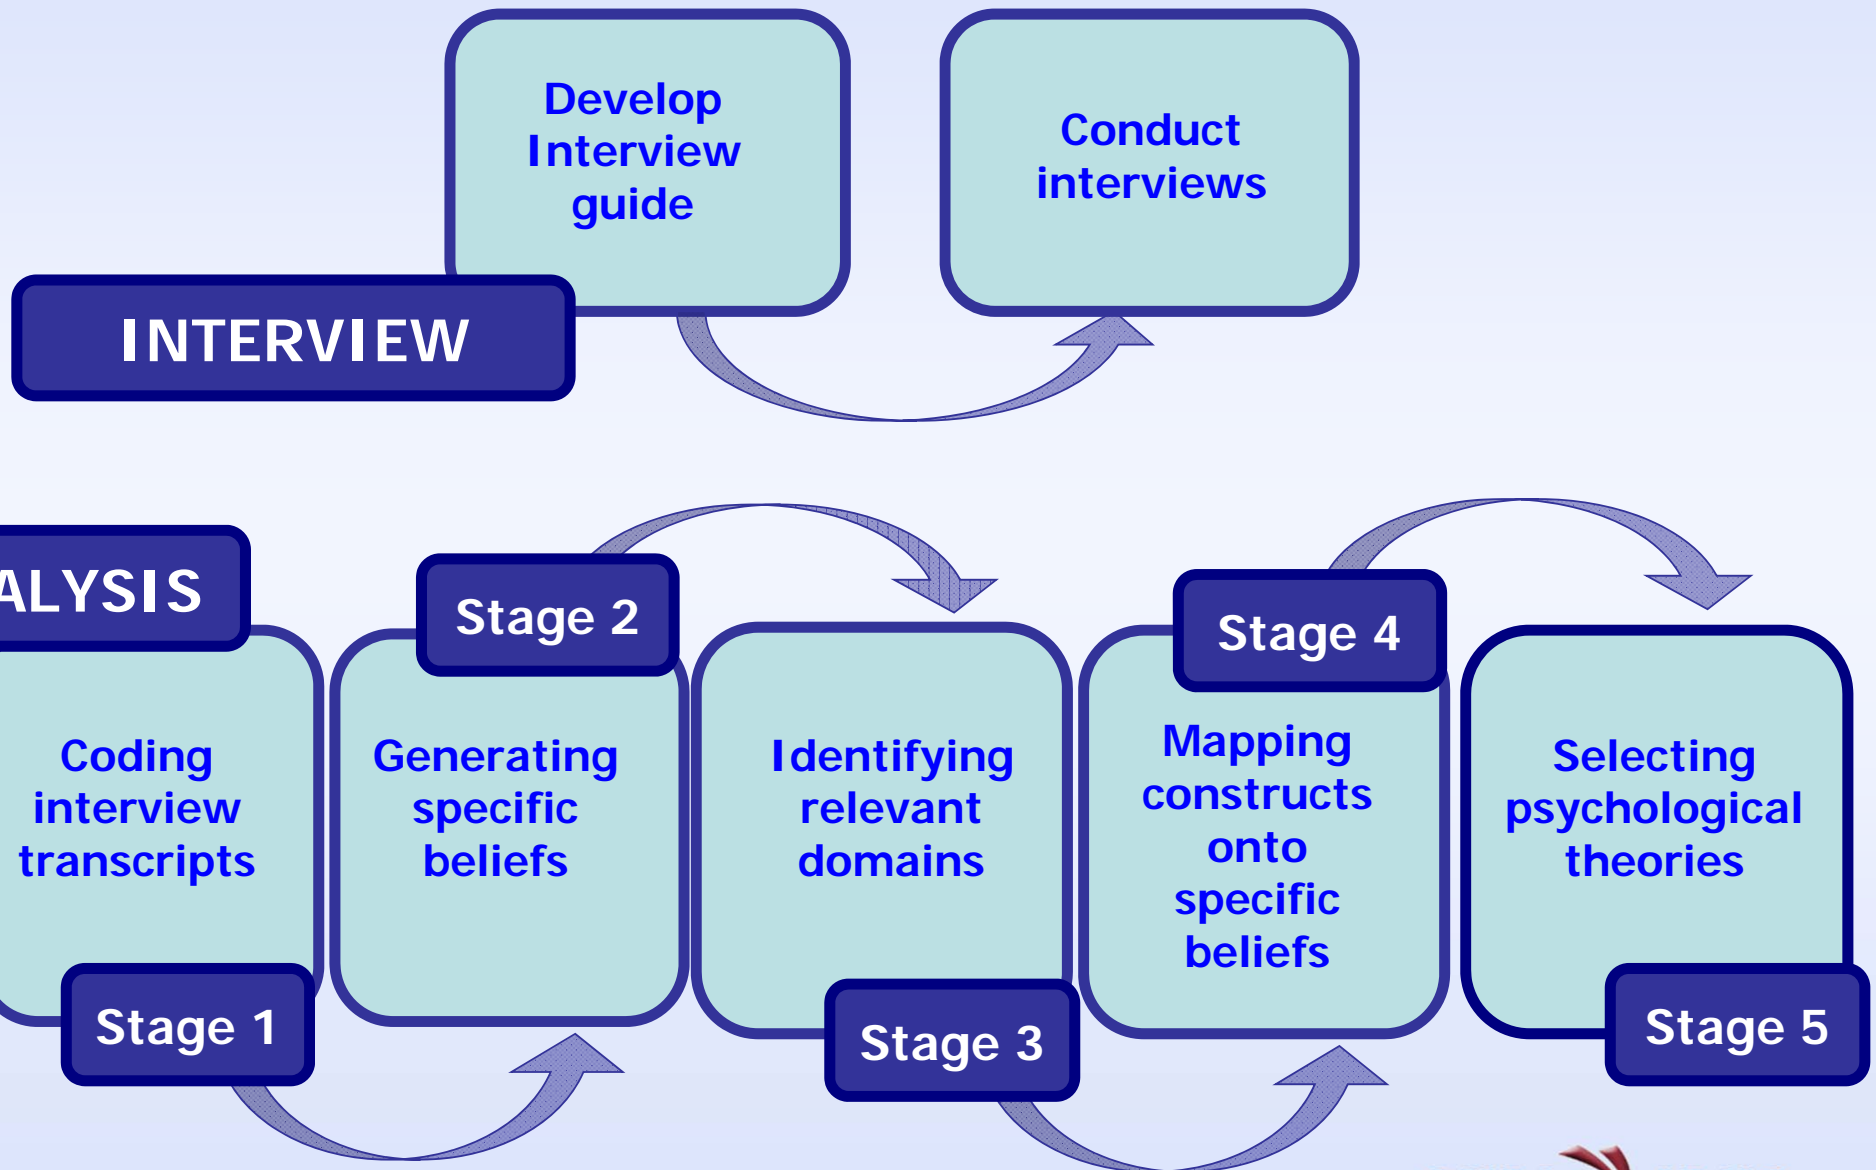 Develop
Interview
guide
Conduct
interviews
INTERVIEW
ALYSIS
Coding
interview
transcripts
Stage 1
Stage 2
Generating
specific
beliefs
Identifying
relevant
domains
Stage 3
Stage 4
Mapping
constructs
onto
specific
beliefs
Selecting
psychological
theories
Stage 5